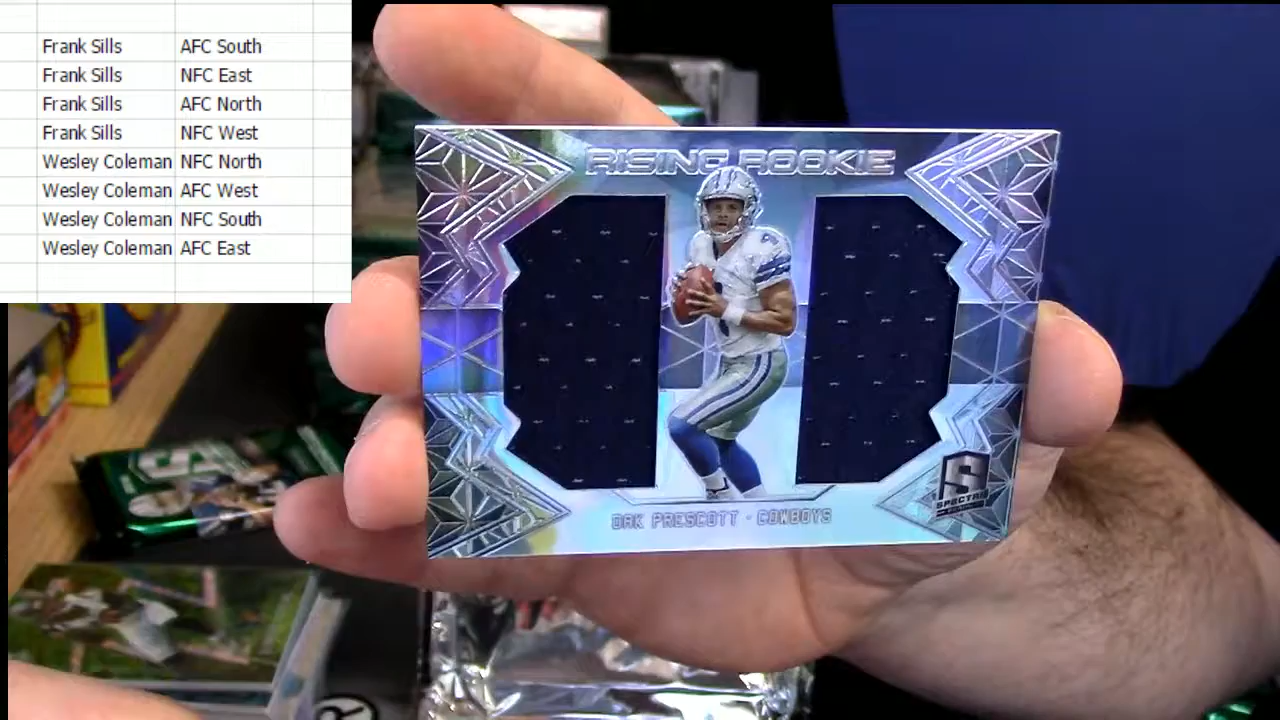 Frank Sills AFC South
Frank Sills NFC East
Frank Sills AFC North
Frank Sills NFC West
Wesley Coleman NFC North
Wesley Coleman AFC West
Wesley Coleman NFC South
Wesley Coleman AFC East
RISING ROOKIE
DAK PRESCOTT - COWBOYS
S
SPECTRA